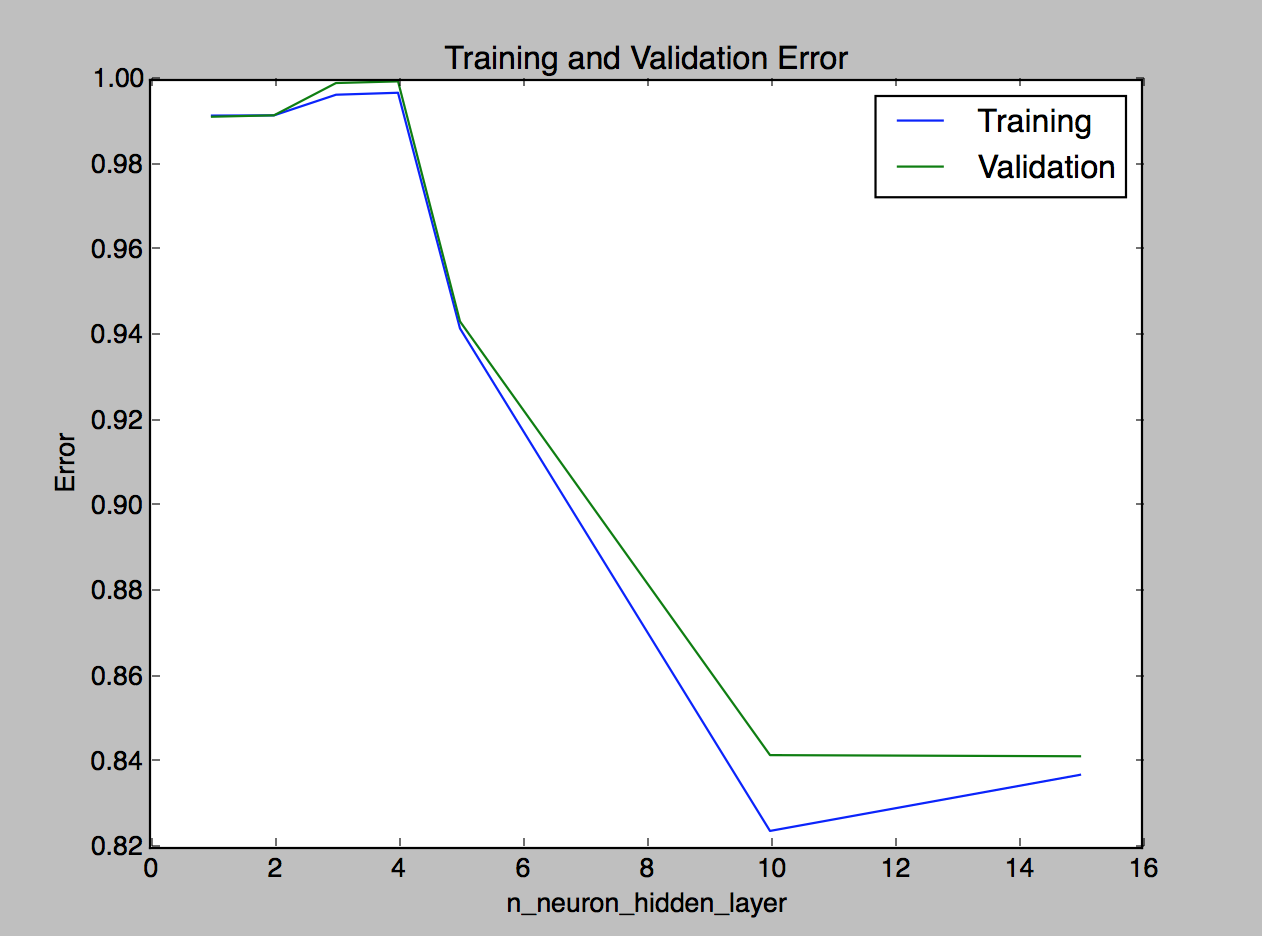 Training and Validation Error
1.00
0.98
0.96
0.94
0.92
0.90
0.88
0.86
0.84
0.82
Error
Training
Validation
0 2 4 6 8 10 12 14 16
n_neuron_hidden_layer